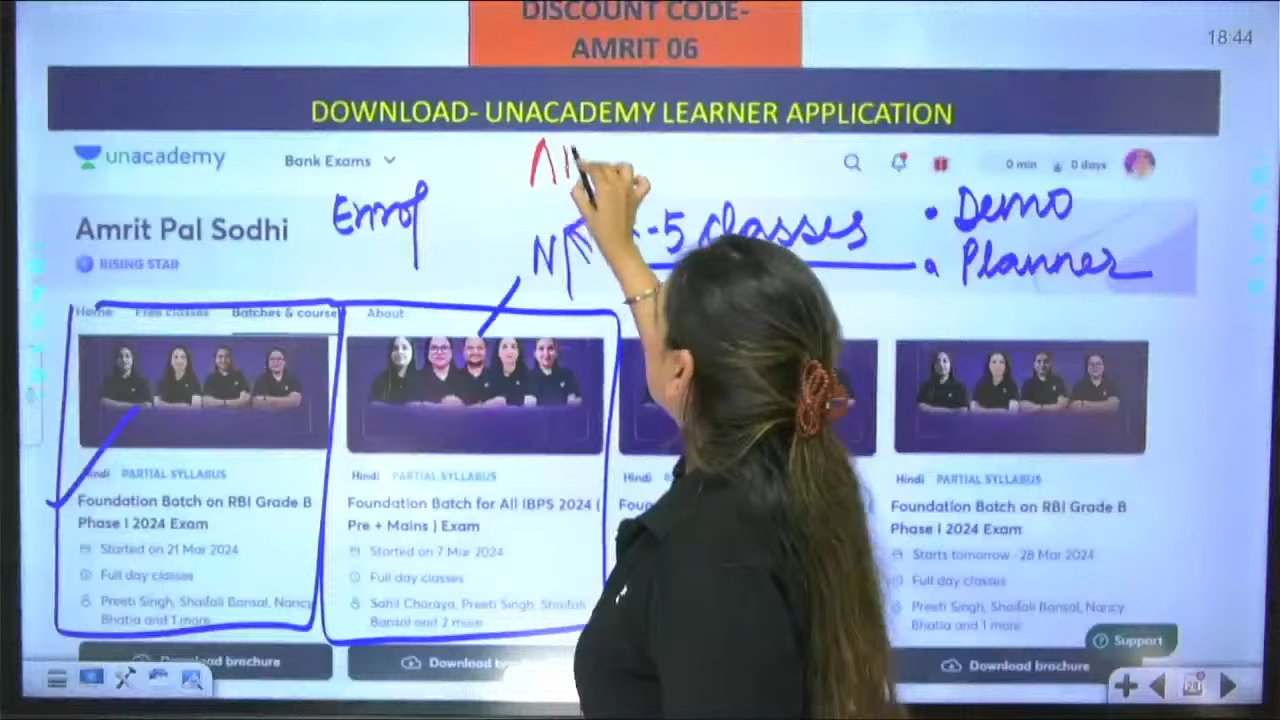 DISCOUNT CODE-
AMRIT 06
18:44
DOWNLOAD- UNACADEMY LEARNER APPLICATION
unacademy
Bank Exams
0 min
0 days
Enrol
5 classes
• Demo
• Planner
Amrit Pal Sodhi
RISING STAR
Home
Free classes
Batches & course
About
Hindi PARTIAL SYLLABUS
Foundation Batch on RBI Grade B
Phase I 2024 Exam
Started on 21 Mar 2024
Full day classes
Preeti Singh, Shaifali Bansal, Nancy
Bhatia and 1 more
Download brochure
Hindi PARTIAL SYLLABUS
Foundation Batch for All IBPS 2024 (
Pre + Mains ) Exam
Started on 7 Mar 2024
Full day classes
Sahil Charaya, Preeti Singh, Shaifali
Bansal and 2 more
Download
Hindi
Hindi PARTIAL SYLLABUS
Foundation Batch on RBI Grade B
Phase I 2024 Exam
Starts tomorrow - 28 Mar 2024
Full day classes
Preeti Singh, Shaifali Bansal, Nancy
Bhatia and 1 more
Support
Download brochure